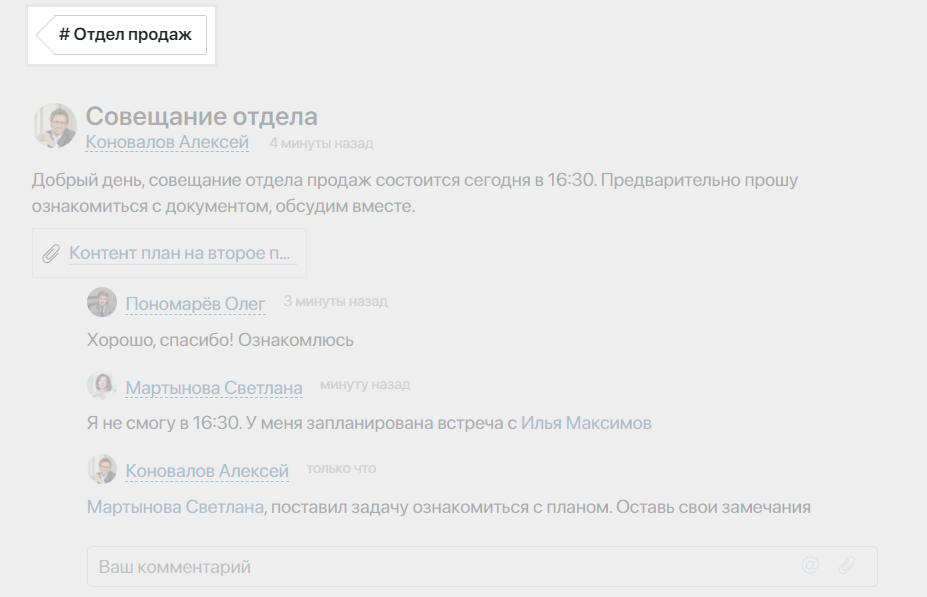 # Отдел продаж
Совещание отдела
Коновалов Алексей 4 минуты назад
Добрый день, совещание отдела продаж состоится сегодня в 16:30. Предварительно прошу
ознакомиться с документом, обсудим вместе.
Контент план на второе п...
Пономарёв Олег 3 минуты назад
Хорошо, спасибо! Ознакомлюсь
Мартынова Светлана минуту назад
Я не смогу в 16:30. У меня запланирована встреча с Илья Максимов
Коновалов Алексей только что
Мартынова Светлана, поставил задачу ознакомиться с планом. Оставь свои замечания
Ваш комментарий @